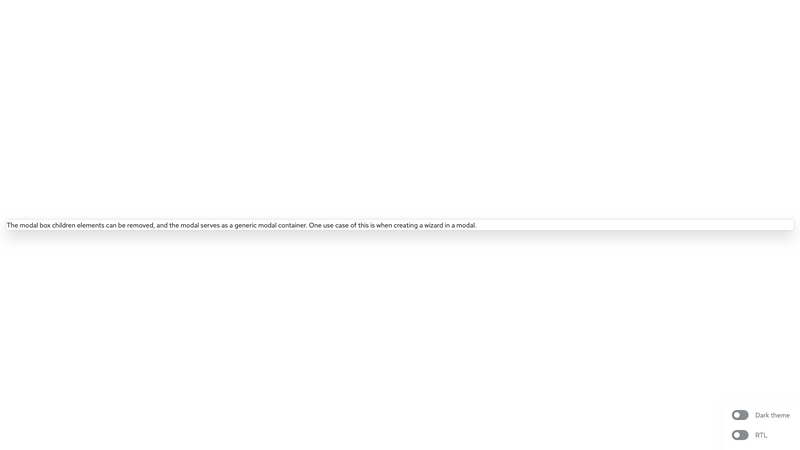 The modal box children elements can be removed, and the modal serves as a generic modal container. One use case of this is when creating a wizard in a modal.
Dark theme
RTL